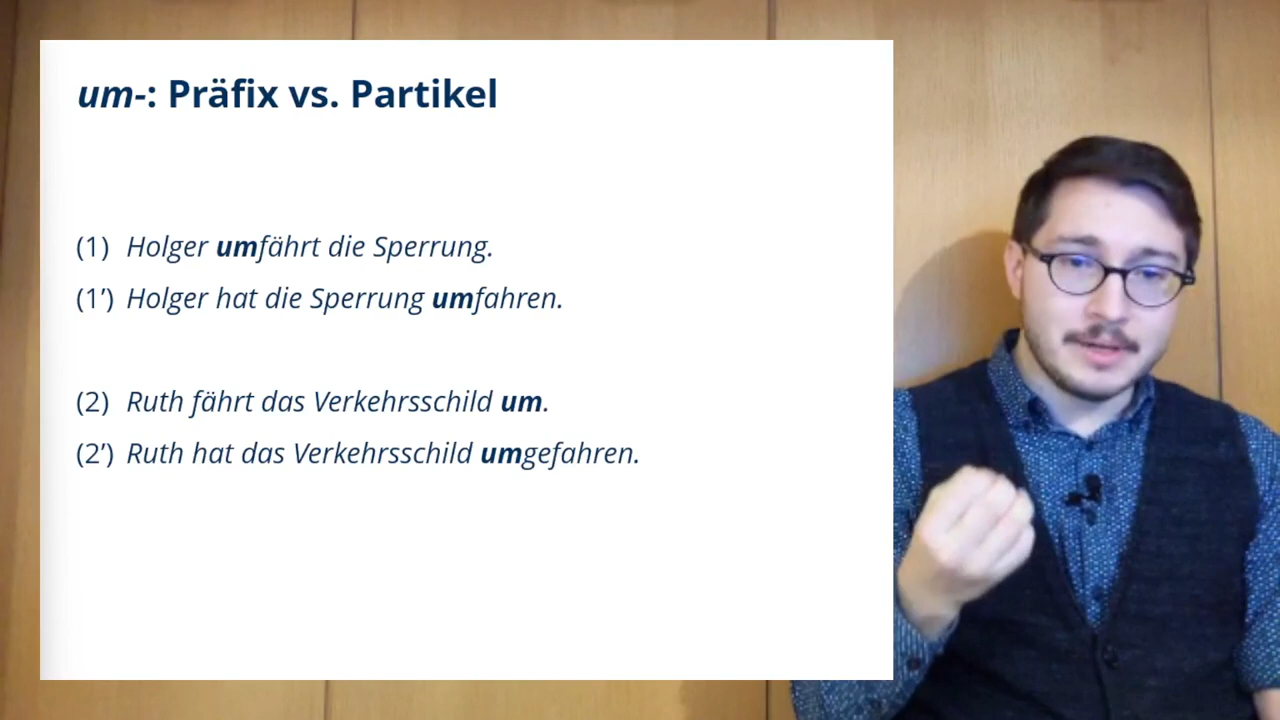 um-: Präfix vs. Partikel
(1) Holger umfährt die Sperrung.
(1’) Holger hat die Sperrung umfahren.
(2) Ruth fährt das Verkehrsschild um.
(2’) Ruth hat das Verkehrsschild umgefahren.